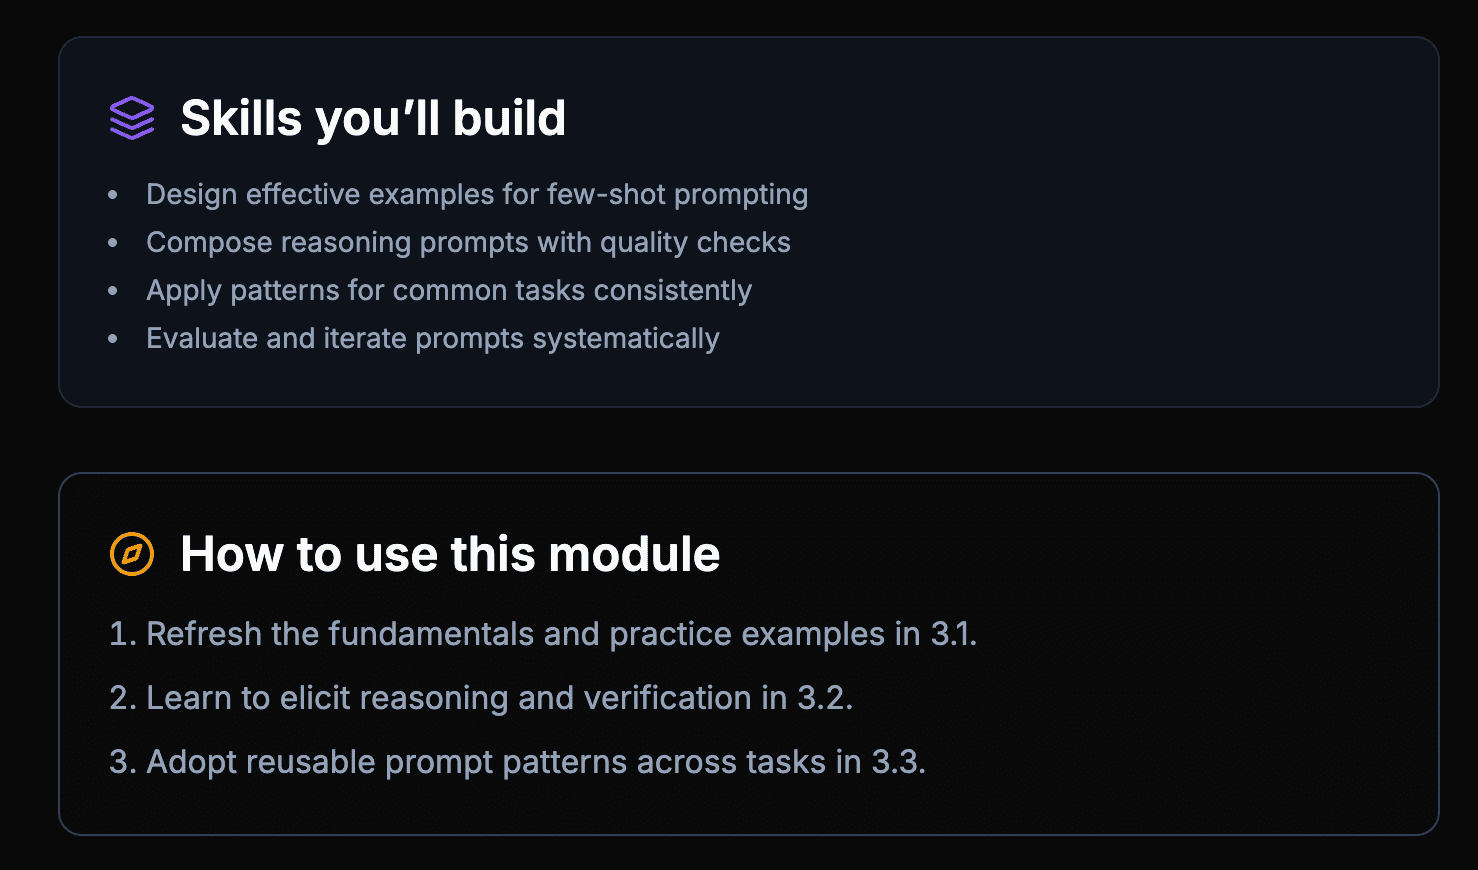 Skills you’ll build
• Design effective examples for few-shot prompting
• Compose reasoning prompts with quality checks
• Apply patterns for common tasks consistently
• Evaluate and iterate prompts systematically
How to use this module
1. Refresh the fundamentals and practice examples in 3.1.
2. Learn to elicit reasoning and verification in 3.2.
3. Adopt reusable prompt patterns across tasks in 3.3.